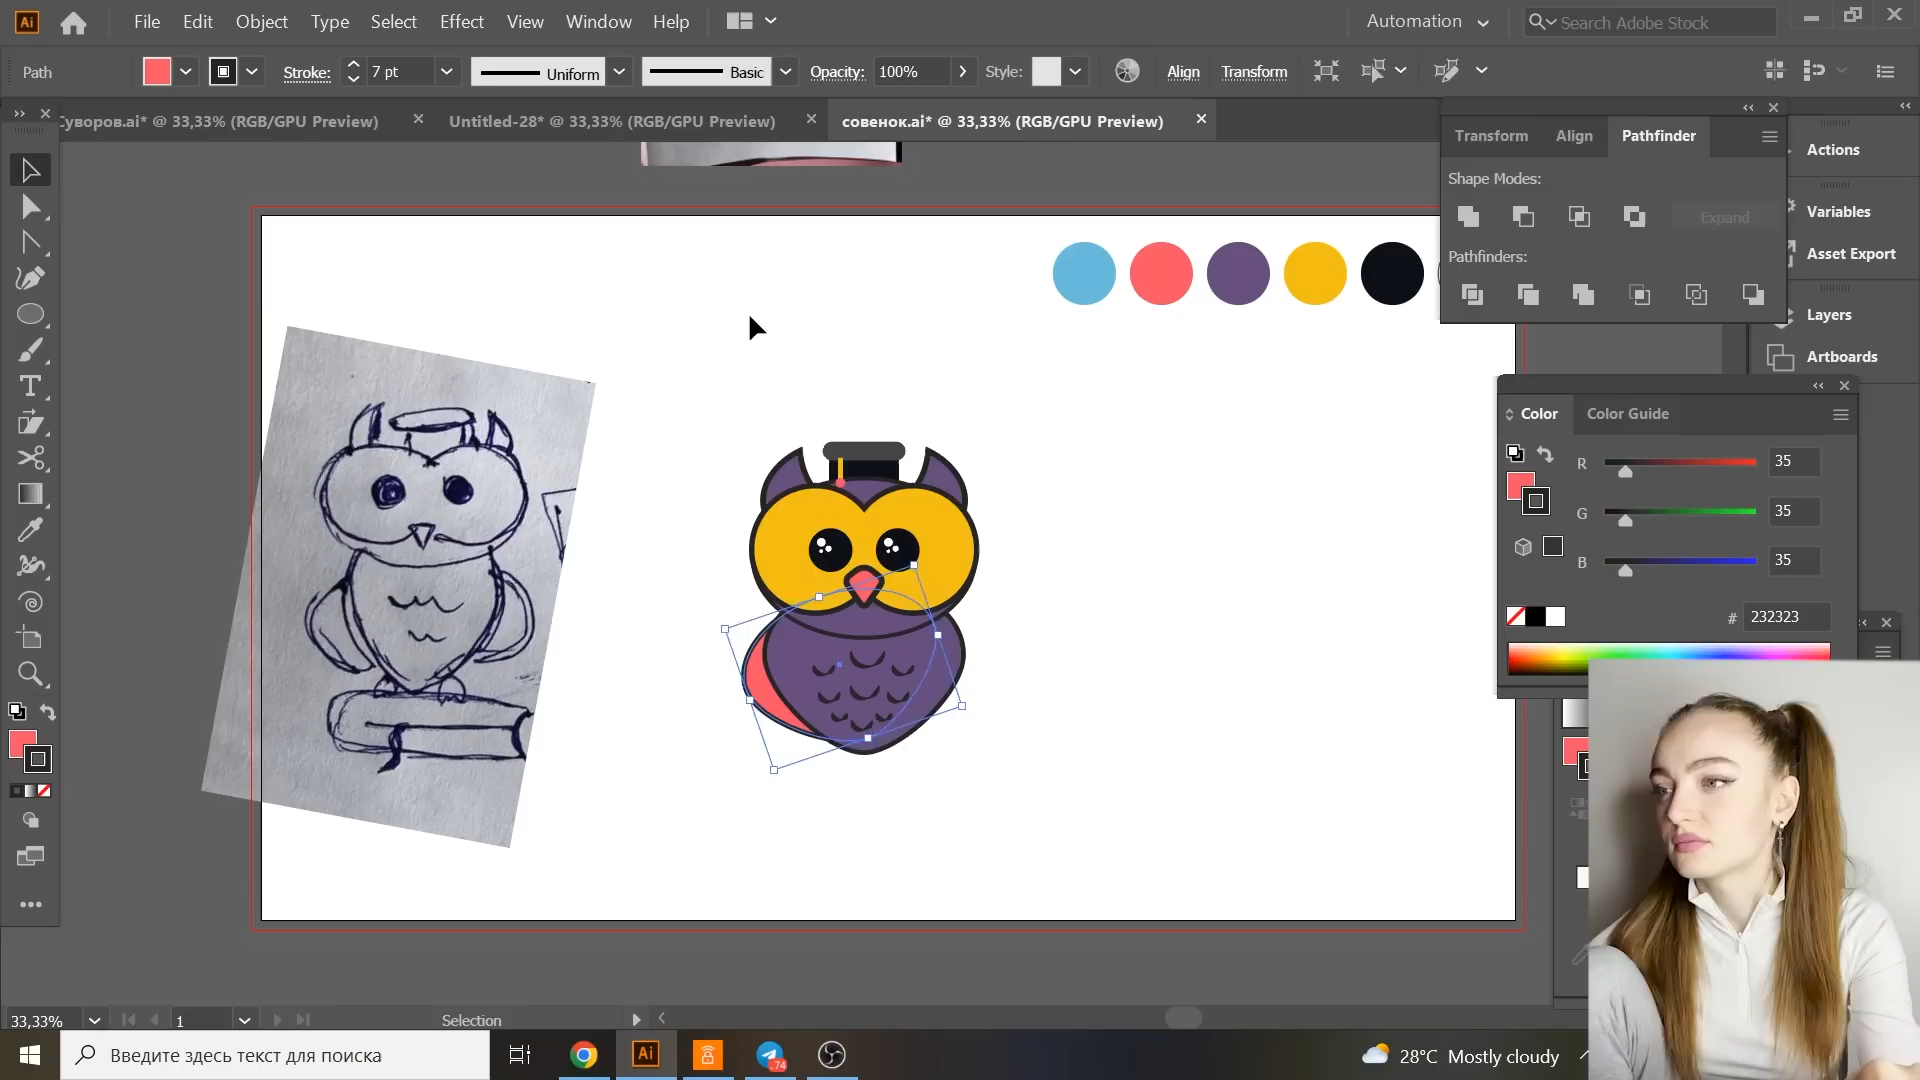 Ai File Edit Object Type Select Effect View Window Help Automation Search Adobe Stock
Path Stroke: 7 pt Uniform Basic Opacity: 100% Style: Align Transform
Суворов.ai* @ 33,33% (RGB/GPU Preview) Untitled-28* @ 33,33% (RGB/GPU Preview) совенок.ai* @ 33,33% (RGB/GPU Preview)
Transform Align Pathfinder
Shape Modes:
Expand
Pathfinders:
Actions
Variables
Asset Export
Layers
Artboards
Color Color Guide
R 35
G 35
B 35
# 232323
33,33% 1 Selection
Введите здесь текст для поиска Ai 74 28°C Mostly cloudy